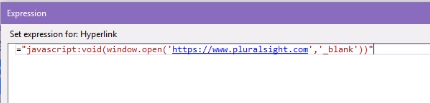 Expression
Set expression for: Hyperlink
="javascript:void(window.open('https://www.pluralsight.com','_blank'))"